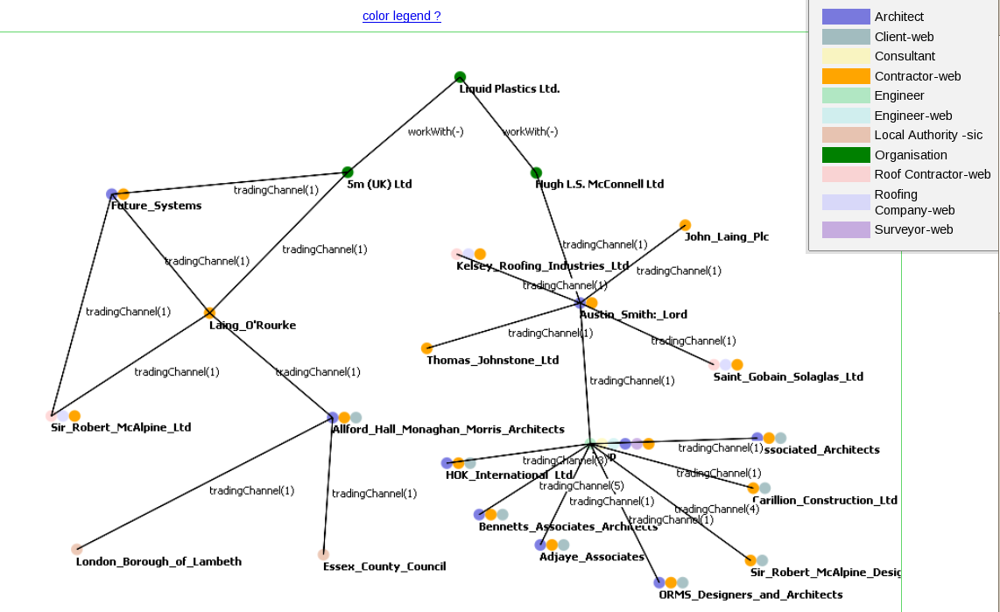 color legend ?
Architect
Client-web
Consultant
Contractor-web
Engineer
Engineer-web
Local Authority -sic
Organisation
Roof Contractor-web
Roofing
Company-web
Surveyor-web
Liquid Plastics Ltd.
workWith(-)
workWith(-)
5m (UK) Ltd
Hugh L.S. McConnell Ltd
tradingChannel(1)
Future_Systems
John_Laing_Plc
tradingChannel(1)
tradingChannel(1)
tradingChannel(1)
Kelsey_Roofing_Industries_Ltd
tradingChannel(1)
tradingChannel(1)
tradingChannel(1)
Austin_Smith:_Lord
Laing_O'Rourke
tradingChannel(1)
tradingChannel(1)
Thomas_Johnstone_Ltd
tradingChannel(1)
tradingChannel(1)
tradingChannel(1)
Saint_Gobain_Solaglas_Ltd
tradingChannel(1)
Sir_Robert_McAlpine_Ltd
Allford_Hall_Monaghan_Morris_Architects
tradingChannel(1)
ssociated_Architects
tradingChannel(3)
HOK_International_Ltd
tradingChannel(1)
tradingChannel(5)
tradingChannel(1)
tradingChannel(1)
tradingChannel(1)
Carillion_Construction_Ltd
tradingChannel(4)
tradingChannel(1)
Bennetts_Associates_Architects
London_Borough_of_Lambeth
Essex_County_Council
Adjaye_Associates
Sir_Robert_McAlpine_Desig
ORMS_Designers_and_Architects